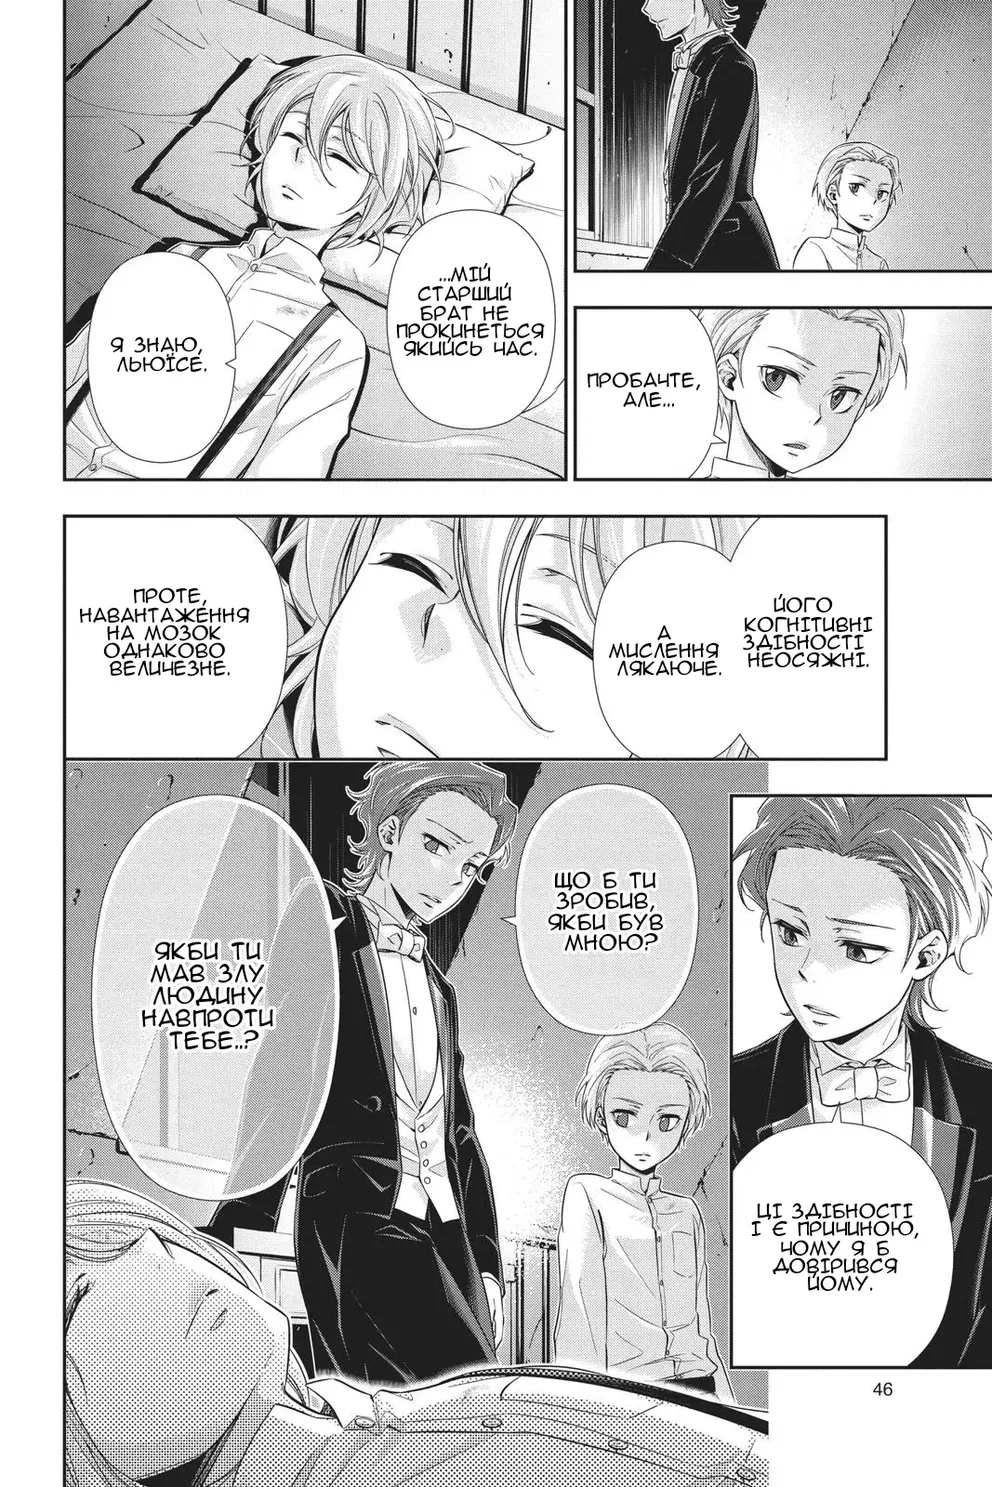 ПРОБАЧТЕ,
АЛЕ...
...МІЙ
СТАРШИЙ
БРАТ НЕ
ПРОКИНЕТЬСЯ
ЯКИЙСЬ ЧАС.
Я ЗНАЮ,
ЛЬЮЇСЕ.
ЙОГО
КОГНІТИВНІ
ЗДІБНОСТІ
НЕОСЯЖНІ.
А
МИСЛЕННЯ
ЛЯКАЮЧЕ.
ПРОТЕ,
НАВАНТАЖЕННЯ
НА МОЗОК
ОДНАКОВО
ВЕЛИЧЕЗНЕ.
ЦІ ЗДІБНОСТІ
І Є ПРИЧИНОЮ,
ЧОМУ Я Б
ДОВІРИВСЯ
ЙОМУ.
ЩО Б ТИ
ЗРОБИВ,
ЯКБИ БУВ
МНОЮ?
ЯКБИ ТИ
МАВ ЗЛУ
ЛЮДИНУ
НАВПРОТИ
ТЕБЕ..?
46